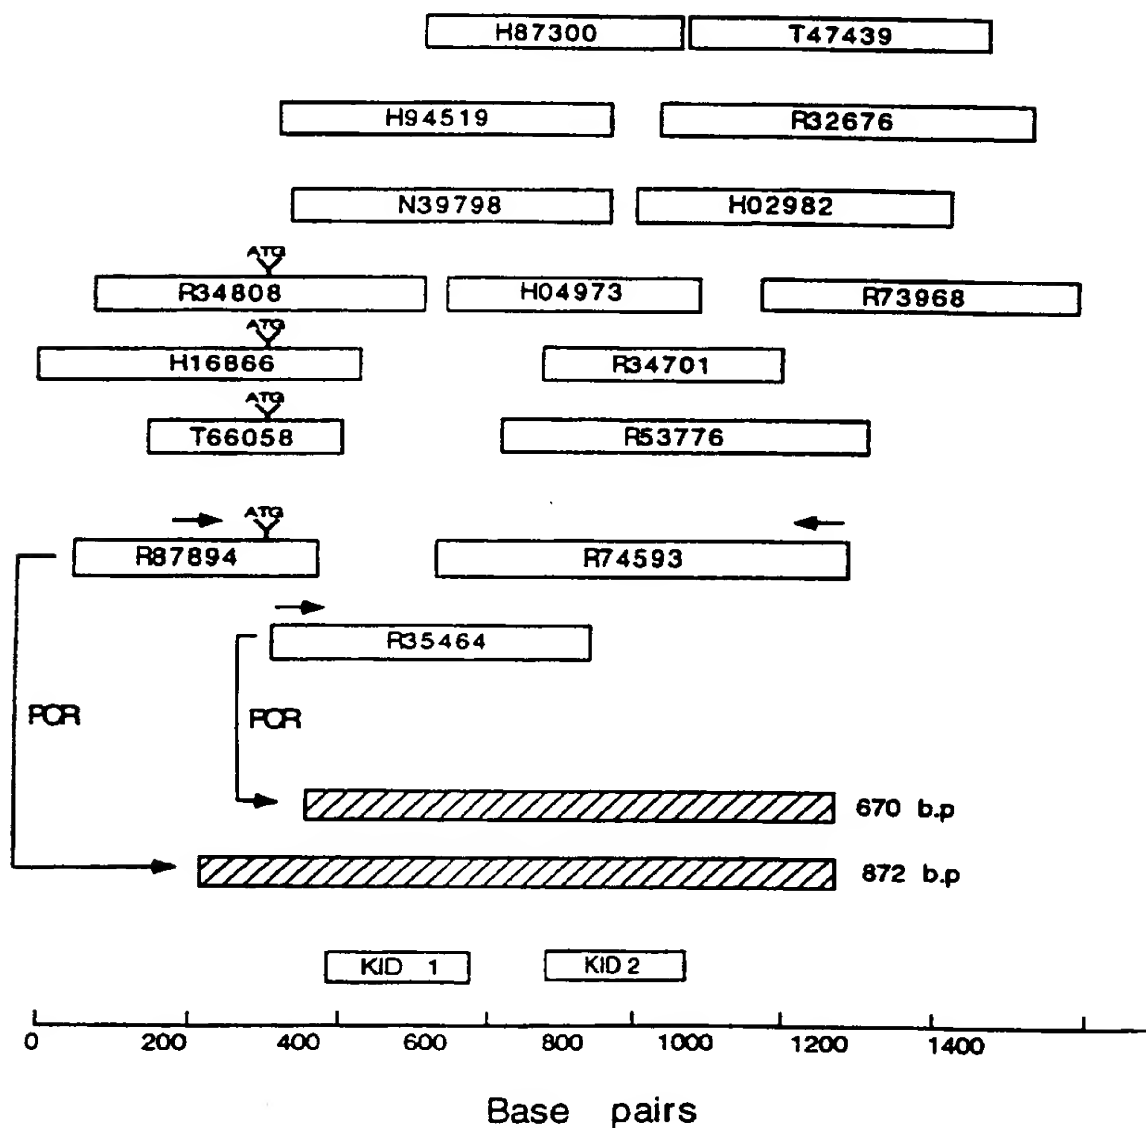 H87300 T47439
H94519 R32676
N39798 H02982
ATG
R34808 H04973 R73968
ATG
H16866 R34701
ATG
T66058 R53776
ATG
R87894 R74593
R35464
PCR PCR
670 b.p
872 b.p
KID 1 KID 2
0 200 400 600 800 1000 1200 1400
Base pairs